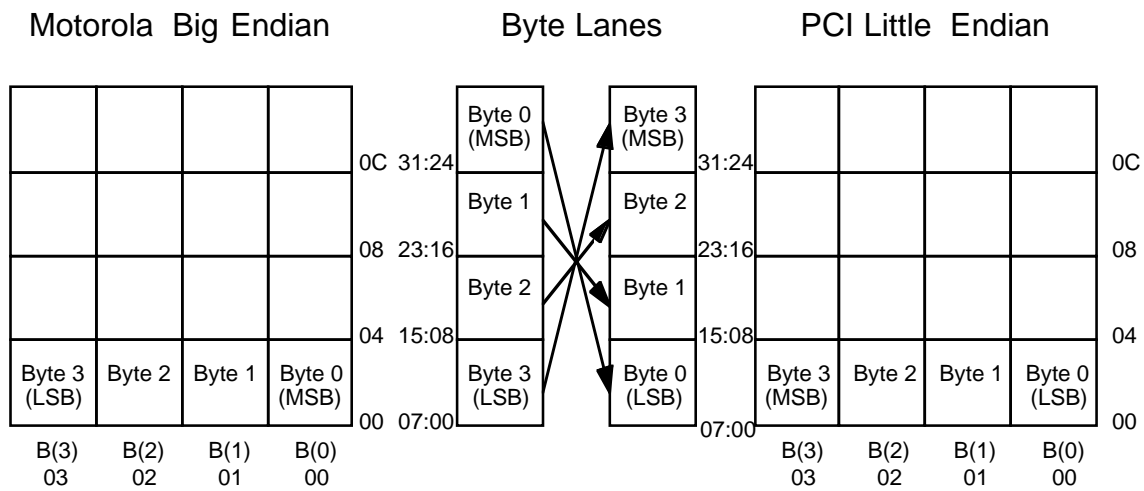 Motorola Big Endian
Byte Lanes
PCI Little Endian
0C
08
04
00
Byte 3
(LSB)
Byte 2
Byte 1
Byte 0
(MSB)
B(3)
03
B(2)
02
B(1)
01
B(0)
00
31:24
23:16
15:08
07:00
Byte 0
(MSB)
Byte 1
Byte 2
Byte 3
(LSB)
Byte 3
(MSB)
Byte 2
Byte 1
Byte 0
(LSB)
31:24
23:16
15:08
07:00
Byte 3
(MSB)
Byte 2
Byte 1
Byte 0
(LSB)
0C
08
04
00
B(3)
03
B(2)
02
B(1)
01
B(0)
00